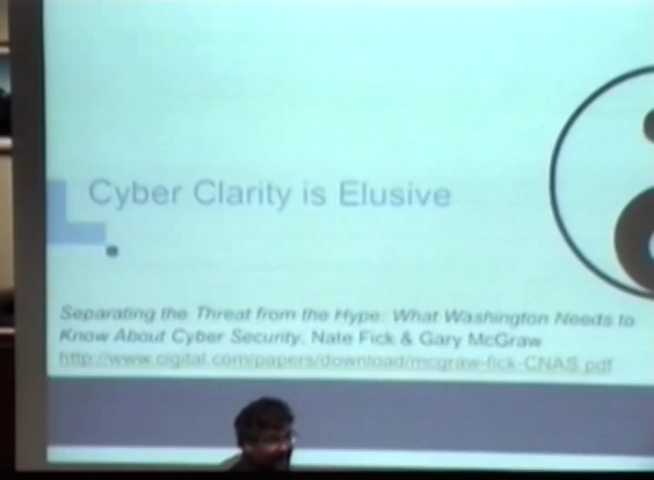 Cyber Clarity is Elusive
Separating the Threat from the Hype: What Washington Needs to
Know About Cyber Security, Nate Fick & Gary McGraw
http://www.cigital.com/papers/download/mcgraw-fick-CNAS.pdf